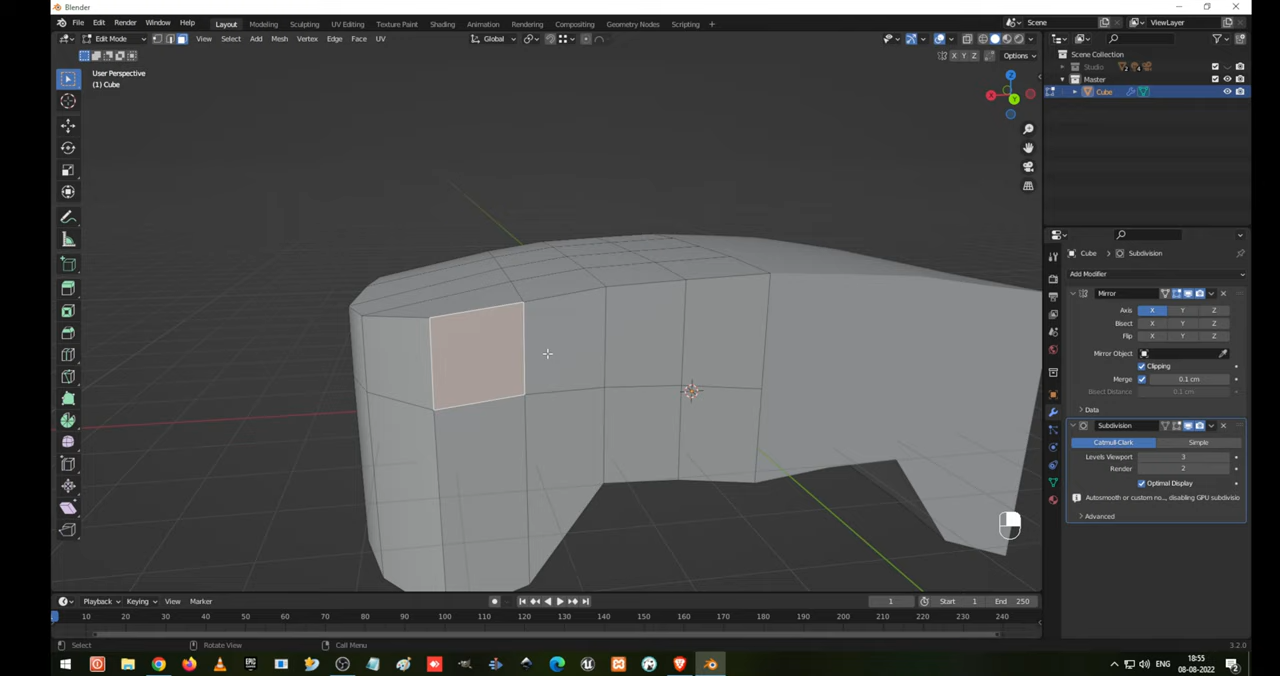 Blender
File Edit Render Window Help Layout Modeling Sculpting UV Editing Texture Paint Shading Animation Rendering Compositing Geometry Nodes Scripting + Scene ViewLayer
Edit Mode View Select Add Mesh Vertex Edge Face UV Global
X Y Z Options
User Perspective
(1) Cube
X Y Z
Scene Collection
Studio 2 4
Master
Cube
Cube > Subdivision
Add Modifier
Mirror
Axis X Y Z
Bisect X Y Z
Flip X Y Z
Mirror Object
Clipping
Merge 0.1 cm
Bisect Distance 0.1 cm
> Data
Subdivision
Catmull-Clark Simple
Levels Viewport 3
Render 2
Optimal Display
Autosmooth or custom no..., disabling GPU subdivisio
> Advanced
Playback Keying View Marker 1 Start 1 End 250
10 20 30 40 50 60 70 80 90 100 110 120 130 140 150 160 170 180 190 200 210 220 230 240
Select Rotate View Call Menu 3.2.0
ENG 18:55
08-08-2022 2